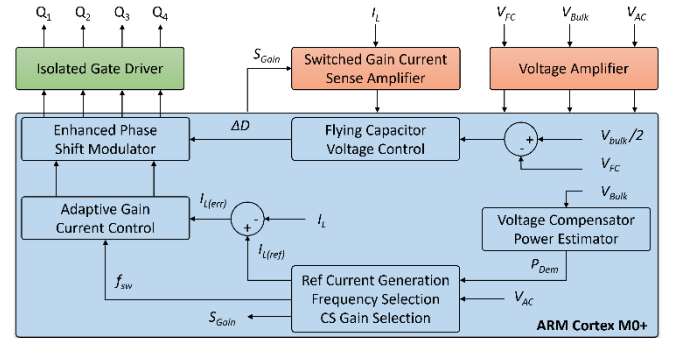 Q1 Q2 Q3 Q4
IL
VFC VBulk VAC
Isolated Gate Driver
SGain
Switched Gain Current
Sense Amplifier
Voltage Amplifier
Enhanced Phase
Shift Modulator
ΔD
Flying Capacitor
Voltage Control
+
-
Vbulk/2
VFC
VBulk
Adaptive Gain
Current Control
IL(err)
-
+
IL
IL(ref)
Voltage Compensator
Power Estimator
PDem
fsw
Ref Current Generation
Frequency Selection
CS Gain Selection
VAC
SGain
ARM Cortex M0+